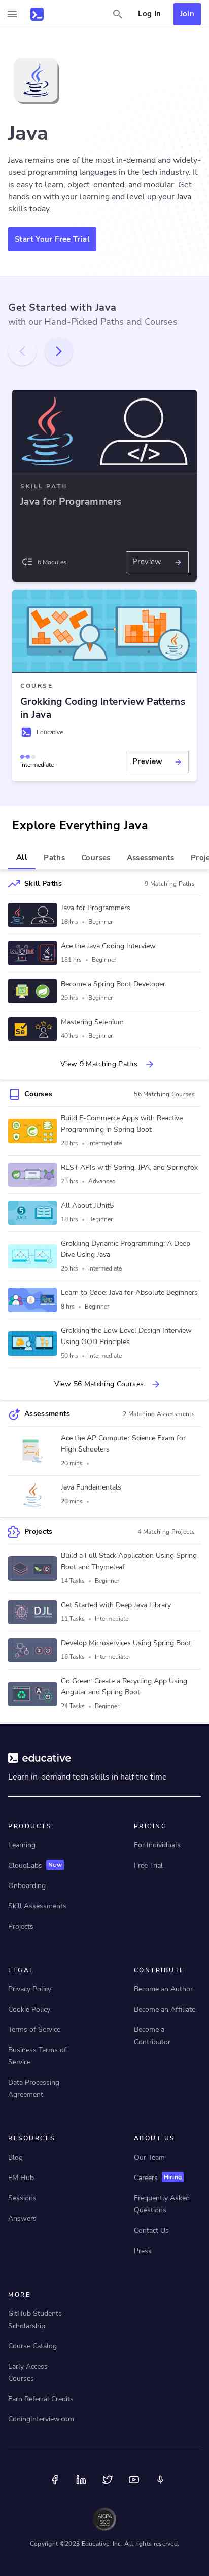 Log In
Join
Java
Java remains one of the most in-demand and widely-
used programming languages in the tech industry. It
is easy to learn, object-oriented, and modular. Get
hands on with your learning and level up your Java
skills today.
Start Your Free Trial
Get Started with Java
with our Hand-Picked Paths and Courses
SKILL PATH
Java for Programmers
6 Modules
Preview
COURSE
Grokking Coding Interview Patterns
in Java
Educative
Intermediate
Preview
Explore Everything Java
All
Paths
Courses
Assessments
Proje
Skill Paths
9 Matching Paths
Java for Programmers
18 hrs • Beginner
Ace the Java Coding Interview
181 hrs • Beginner
Become a Spring Boot Developer
29 hrs • Beginner
Mastering Selenium
40 hrs • Beginner
View 9 Matching Paths
Courses
56 Matching Courses
Build E-Commerce Apps with Reactive
Programming in Spring Boot
28 hrs • Intermediate
REST APIs with Spring, JPA, and Springfox
23 hrs • Advanced
All About JUnit5
18 hrs • Beginner
Grokking Dynamic Programming: A Deep
Dive Using Java
25 hrs • Intermediate
Learn to Code: Java for Absolute Beginners
8 hrs • Beginner
Grokking the Low Level Design Interview
Using OOD Principles
50 hrs • Intermediate
View 56 Matching Courses
Assessments
2 Matching Assessments
Ace the AP Computer Science Exam for
High Schoolers
20 mins •
Java Fundamentals
20 mins •
Projects
4 Matching Projects
Build a Full Stack Application Using Spring
Boot and Thymeleaf
14 Tasks • Beginner
DJL
Get Started with Deep Java Library
11 Tasks • Intermediate
Develop Microservices Using Spring Boot
16 Tasks • Intermediate
Go Green: Create a Recycling App Using
Angular and Spring Boot
24 Tasks • Beginner
educative
Learn in-demand tech skills in half the time
PRODUCTS
Learning
CloudLabs New
Onboarding
Skill Assessments
Projects
PRICING
For Individuals
Free Trial
LEGAL
Privacy Policy
Cookie Policy
Terms of Service
Business Terms of
Service
Data Processing
Agreement
CONTRIBUTE
Become an Author
Become an Affiliate
Become a
Contributor
RESOURCES
Blog
EM Hub
Sessions
Answers
ABOUT US
Our Team
Careers Hiring
Frequently Asked
Questions
Contact Us
Press
MORE
GitHub Students
Scholarship
Course Catalog
Early Access
Courses
Earn Referral Credits
CodingInterview.com
AICPA
SOC
Copyright ©2023 Educative, Inc. All rights reserved.